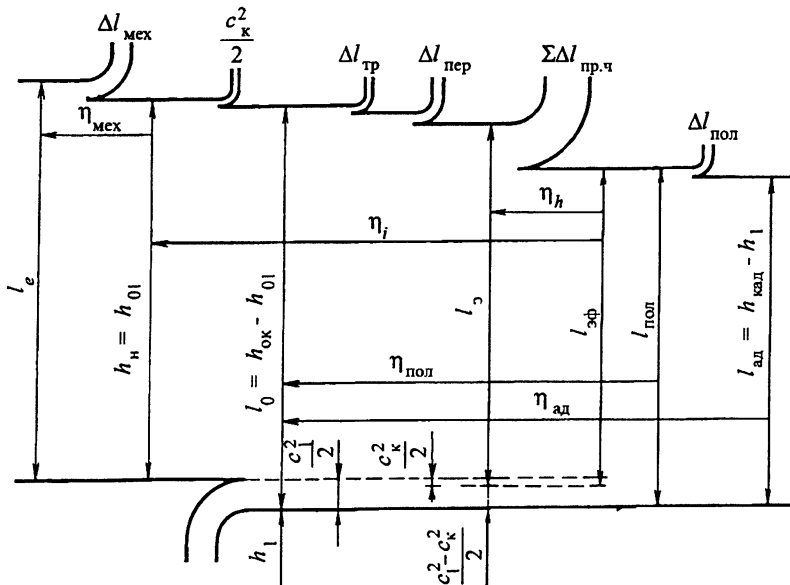 Δl мех
c²к/2
Δl тр
Δl пер
ΣΔl пр.ч
Δl пол
η мех
η h
η i
l e
h н = h 01
l 0 = h ок - h 01
l э
l эф
l пол
l ад = h кад - h 1
η пол
η ад
c²1/2
c²к/2
h 1
c²1 - c²к/2